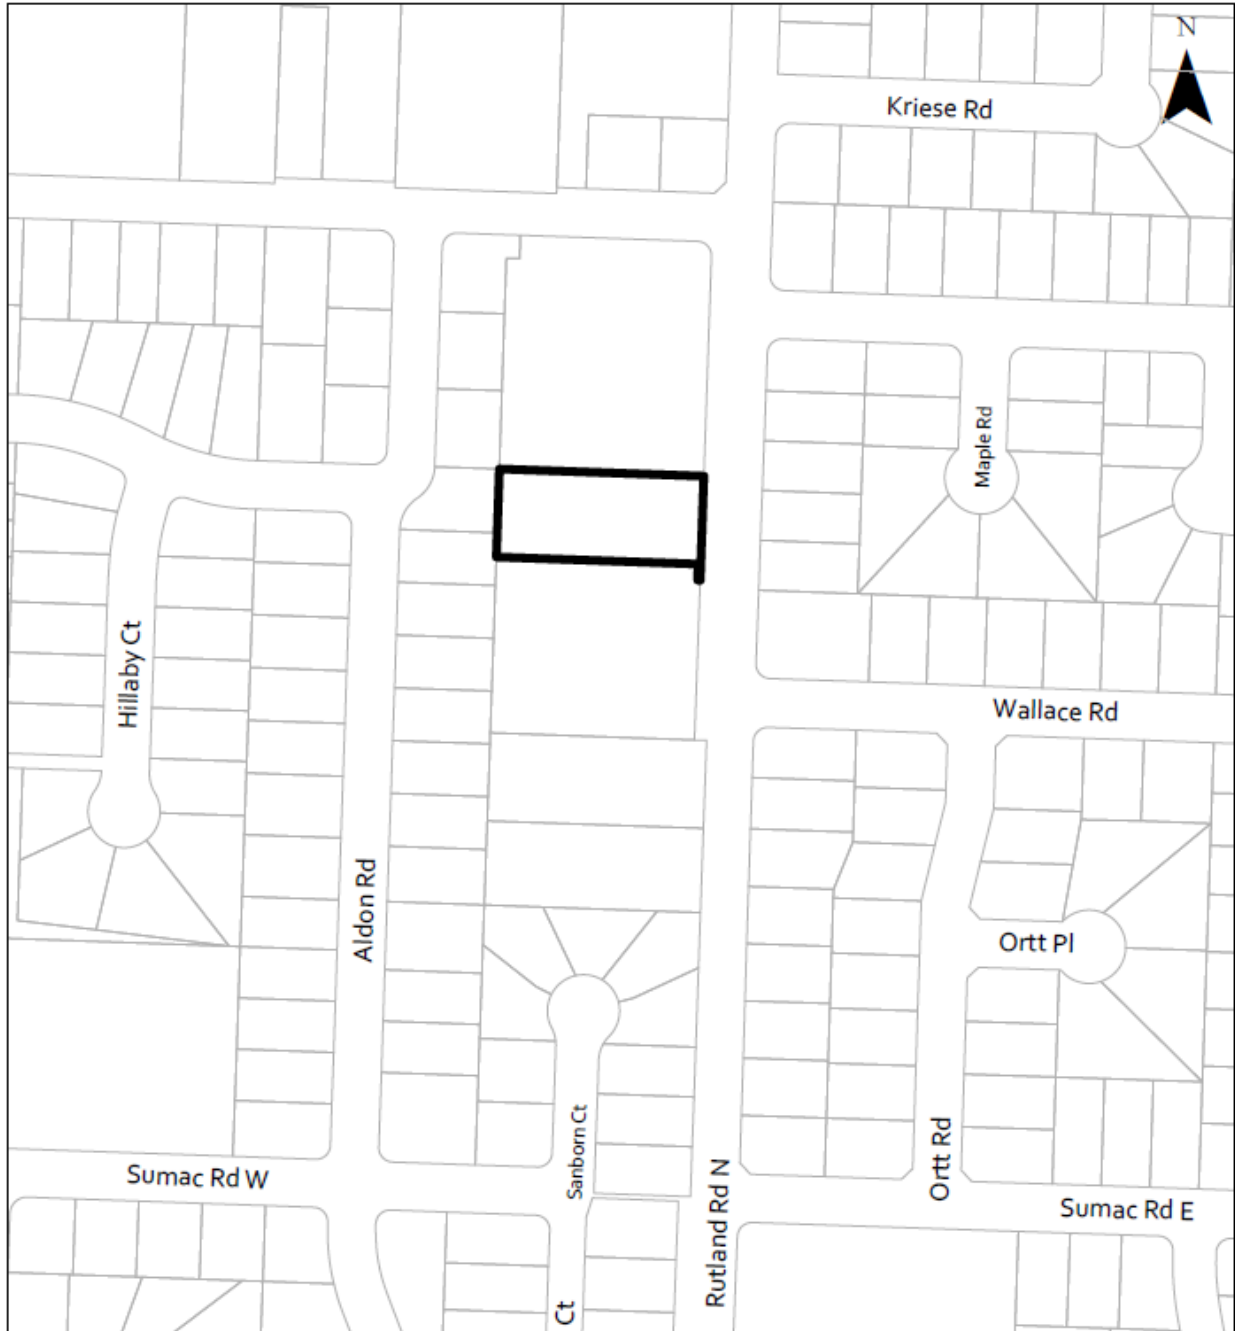 N
Kriese Rd
Maple Rd
Hillaby Ct
Wallace Rd
Aldon Rd
Ortt Pl
Sanborn Ct
Ortt Rd
Sumac Rd W
Rutland Rd N
Sumac Rd E
Ct